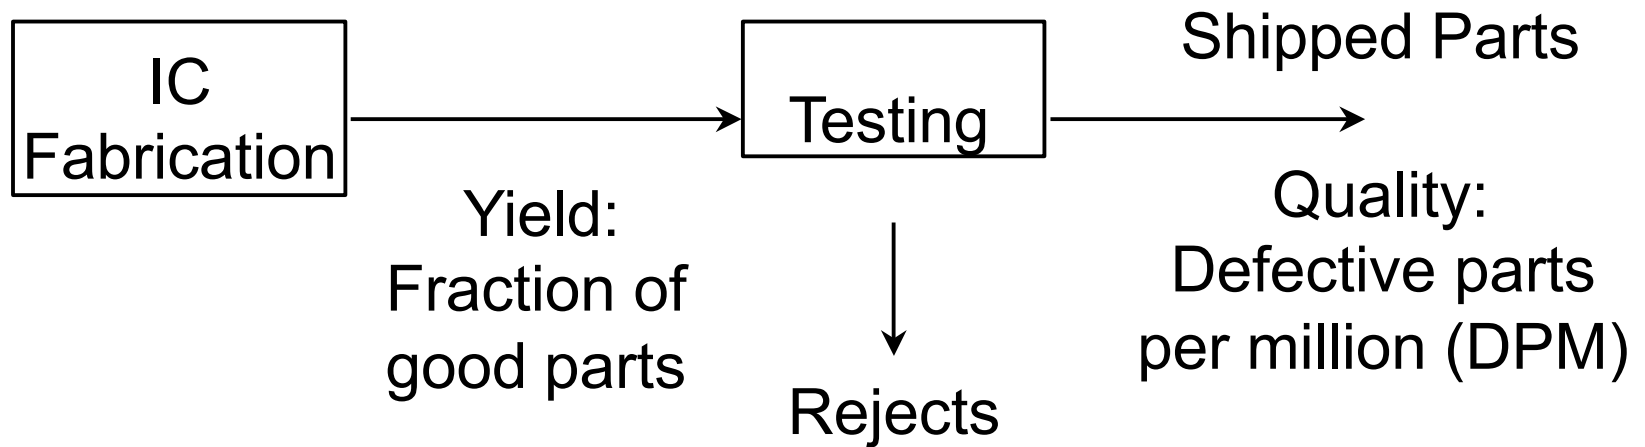 IC
Fabrication
Yield:
Fraction of
good parts
Testing
Rejects
Shipped Parts
Quality:
Defective parts
per million (DPM)